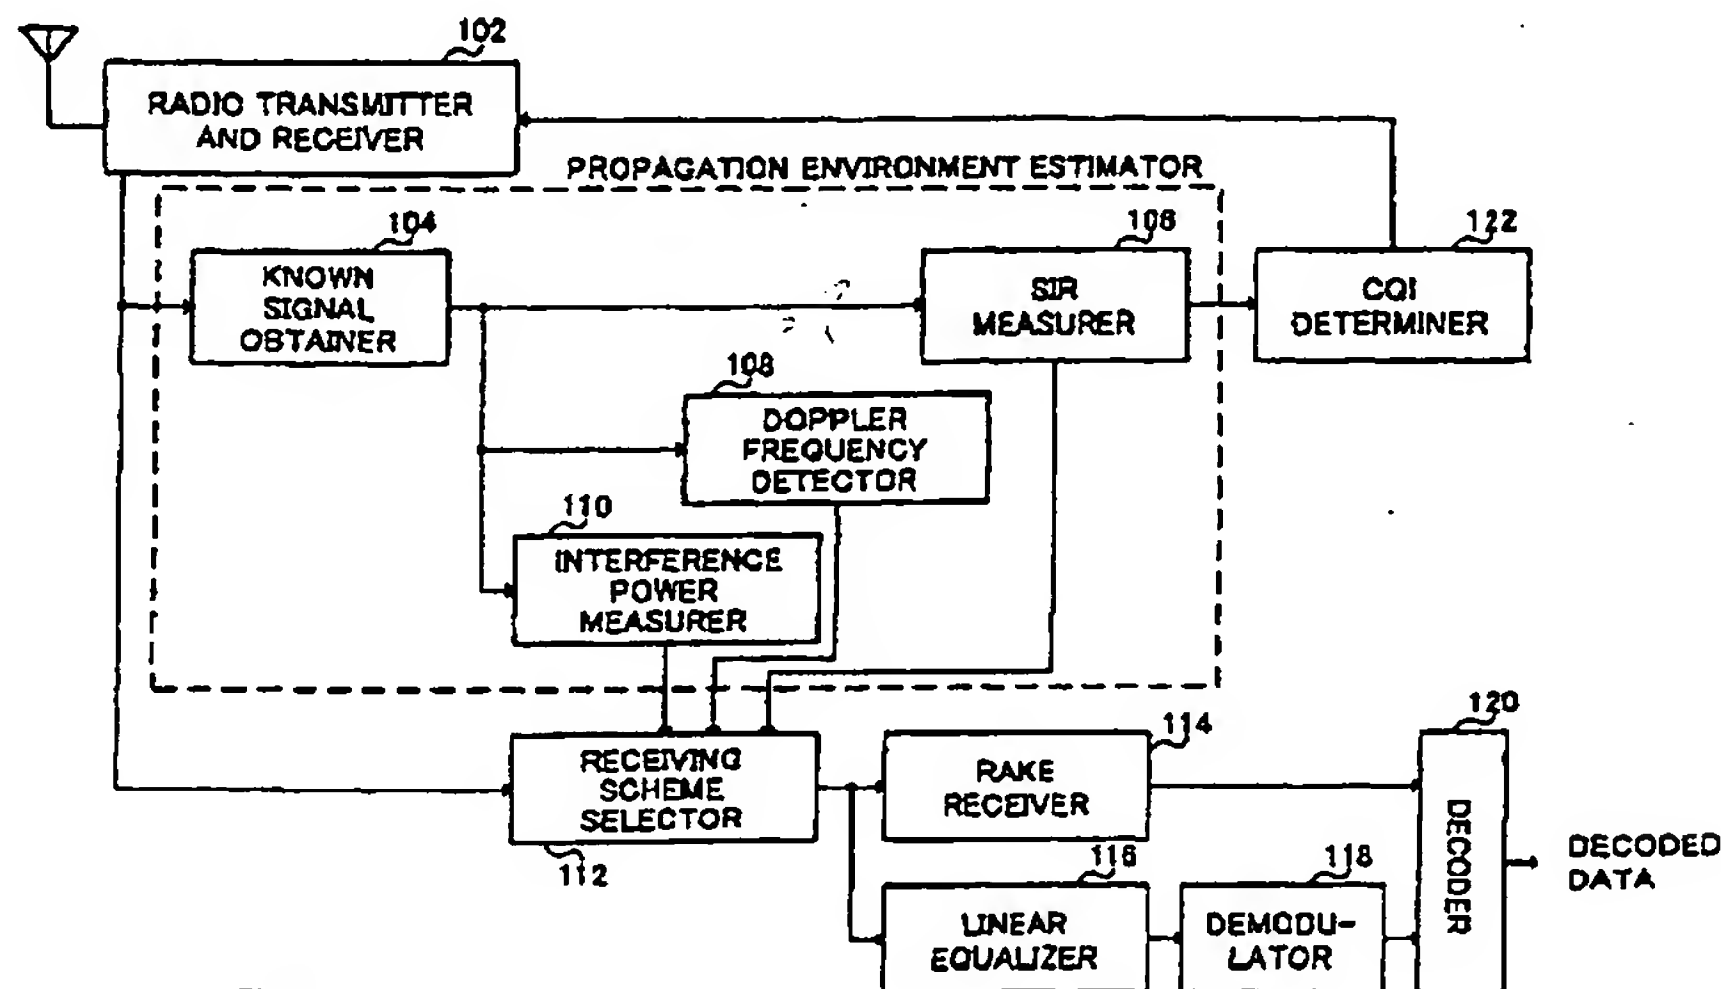 102
RADIO TRANSMITTER
AND RECEIVER
PROPAGATION ENVIRONMENT ESTIMATOR
104
KNOWN
SIGNAL
OBTAINER
106
SIR
MEASURER
122
CQI
DETERMINER
108
DOPPLER
FREQUENCY
DETECTOR
110
INTERFERENCE
POWER
MEASURER
RECEIVING
SCHEME
SELECTOR
112
114
RAKE
RECEIVER
116
LINEAR
EQUALIZER
118
DEMODU-
LATOR
120
DECODER
DECODED
DATA